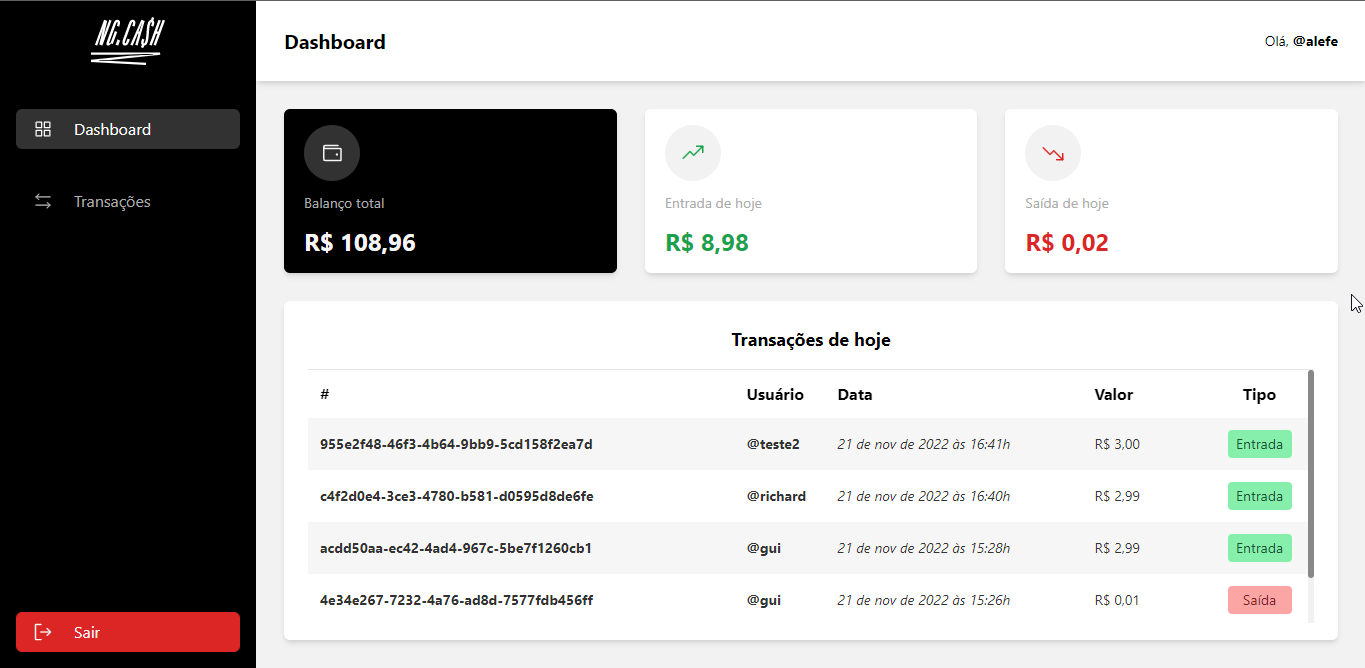 NG.CA$H
Dashboard
Olá, @alefe
Dashboard
Transações
Balanço total
R$ 108,96
Entrada de hoje
R$ 8,98
Saída de hoje
R$ 0,02
Transações de hoje
# Usuário Data Valor Tipo
955e2f48-46f3-4b64-9bb9-5cd158f2ea7d @teste2 21 de nov de 2022 às 16:41h R$ 3,00 Entrada
c4f2d0e4-3ce3-4780-b581-d0595d8de6fe @richard 21 de nov de 2022 às 16:40h R$ 2,99 Entrada
acdd50aa-ec42-4ad4-967c-5be7f1260cb1 @gui 21 de nov de 2022 às 15:28h R$ 2,99 Entrada
4e34e267-7232-4a76-ad8d-7577fdb456ff @gui 21 de nov de 2022 às 15:26h R$ 0,01 Saída
Sair